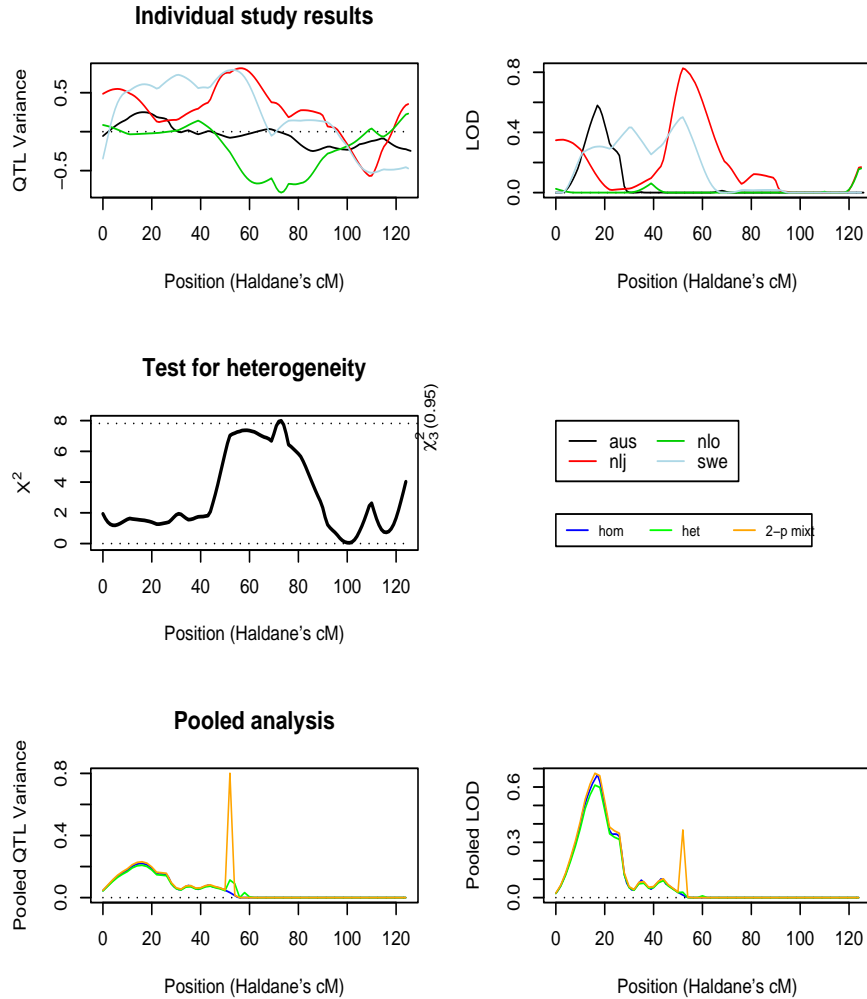 Individual study results
QTL Variance
0.5
−0.5
0 20 40 60 80 100 120
Position (Haldane's cM)
LOD
0.8
0.4
0.0
0 20 40 60 80 100 120
Position (Haldane's cM)
Test for heterogeneity
X²
8
6
4
2
0
χ²₃(0.95)
0 20 40 60 80 100 120
Position (Haldane's cM)
aus nlo
nlj swe
hom het 2−p mixt
Pooled analysis
Pooled QTL Variance
0.8
0.4
0.0
0 20 40 60 80 100 120
Position (Haldane's cM)
Pooled LOD
0.6
0.3
0.0
0 20 40 60 80 100 120
Position (Haldane's cM)